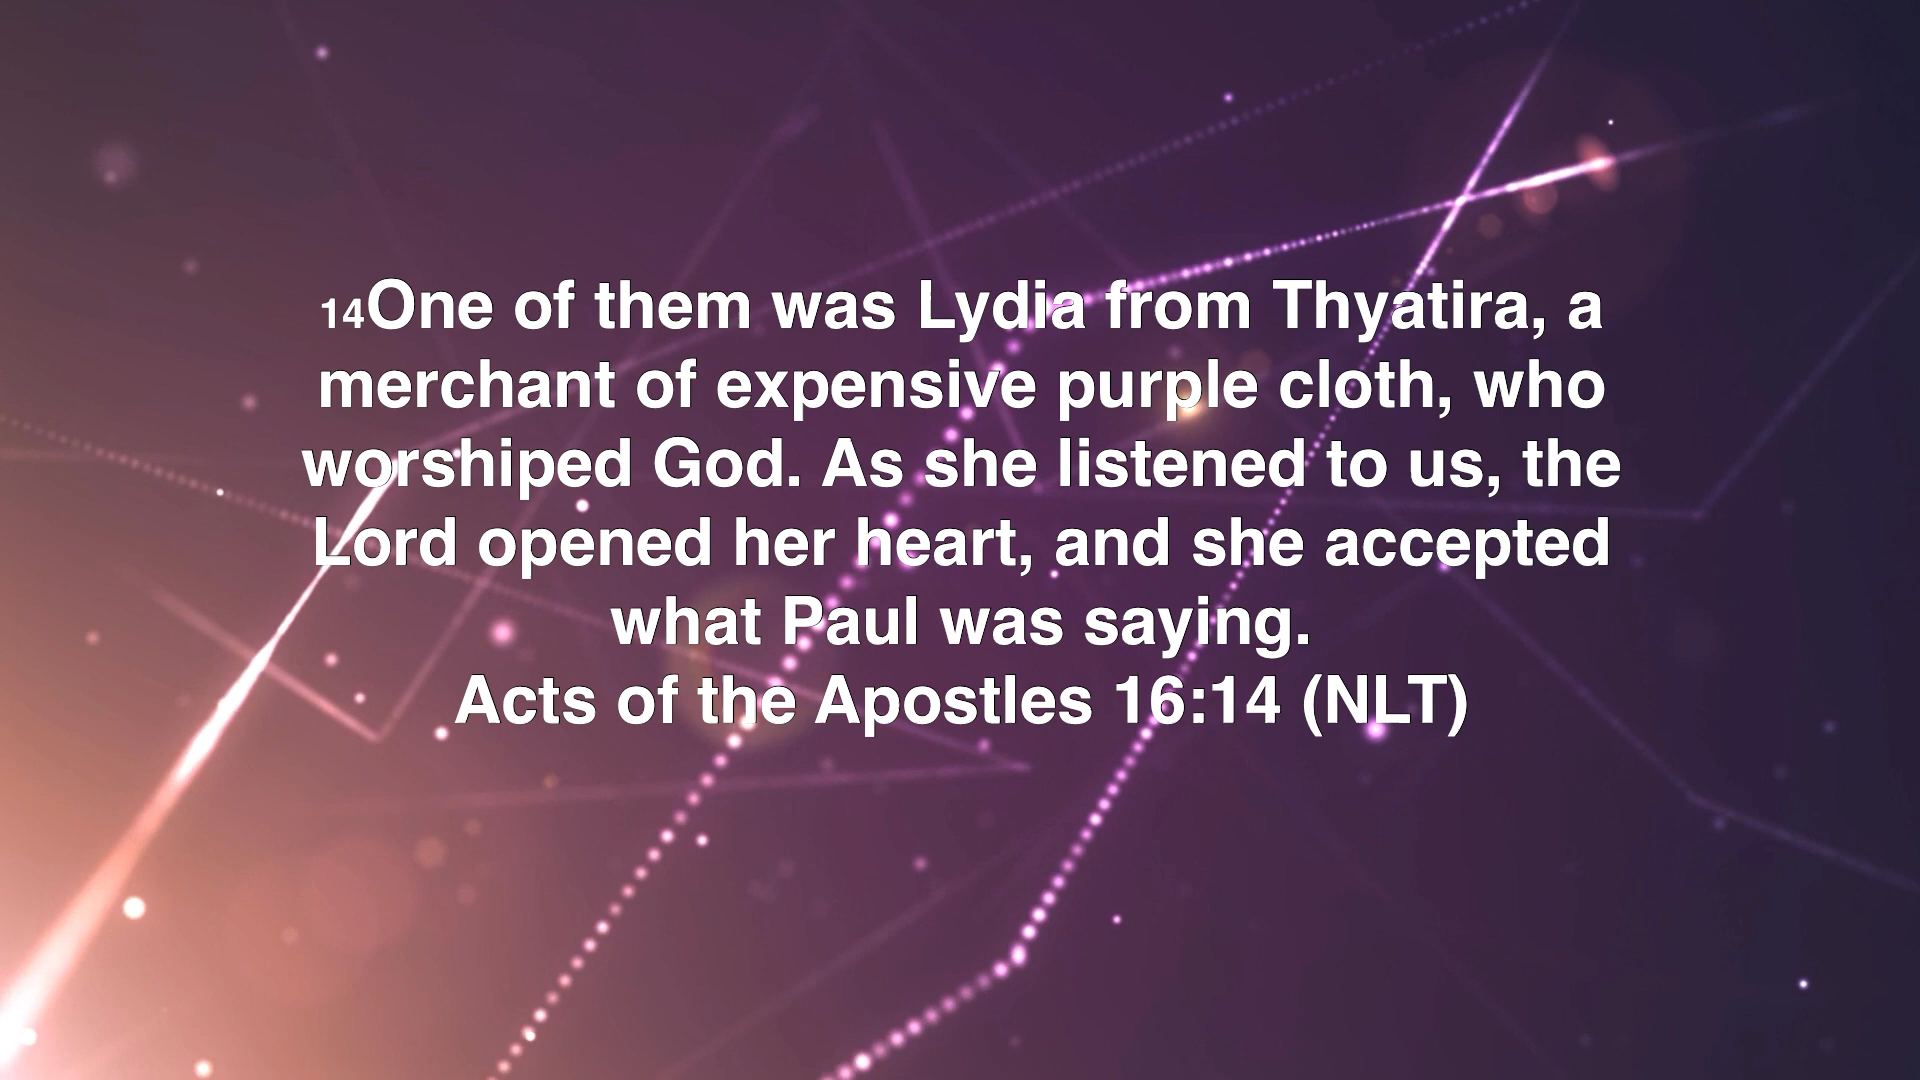 14One of them was Lydia from Thyatira, a
merchant of expensive purple cloth, who
worshiped God. As she listened to us, the
Lord opened her heart, and she accepted
what Paul was saying.
Acts of the Apostles 16:14 (NLT)